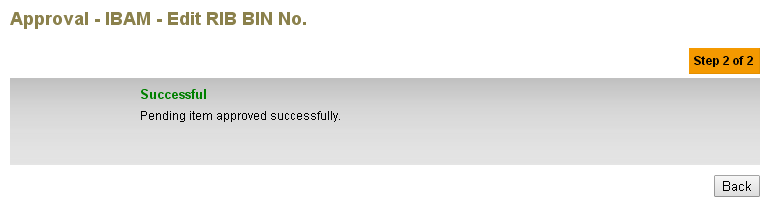 Approval - IBAM - Edit RIB BIN No.
Step 2 of 2
Successful
Pending item approved successfully.
Back